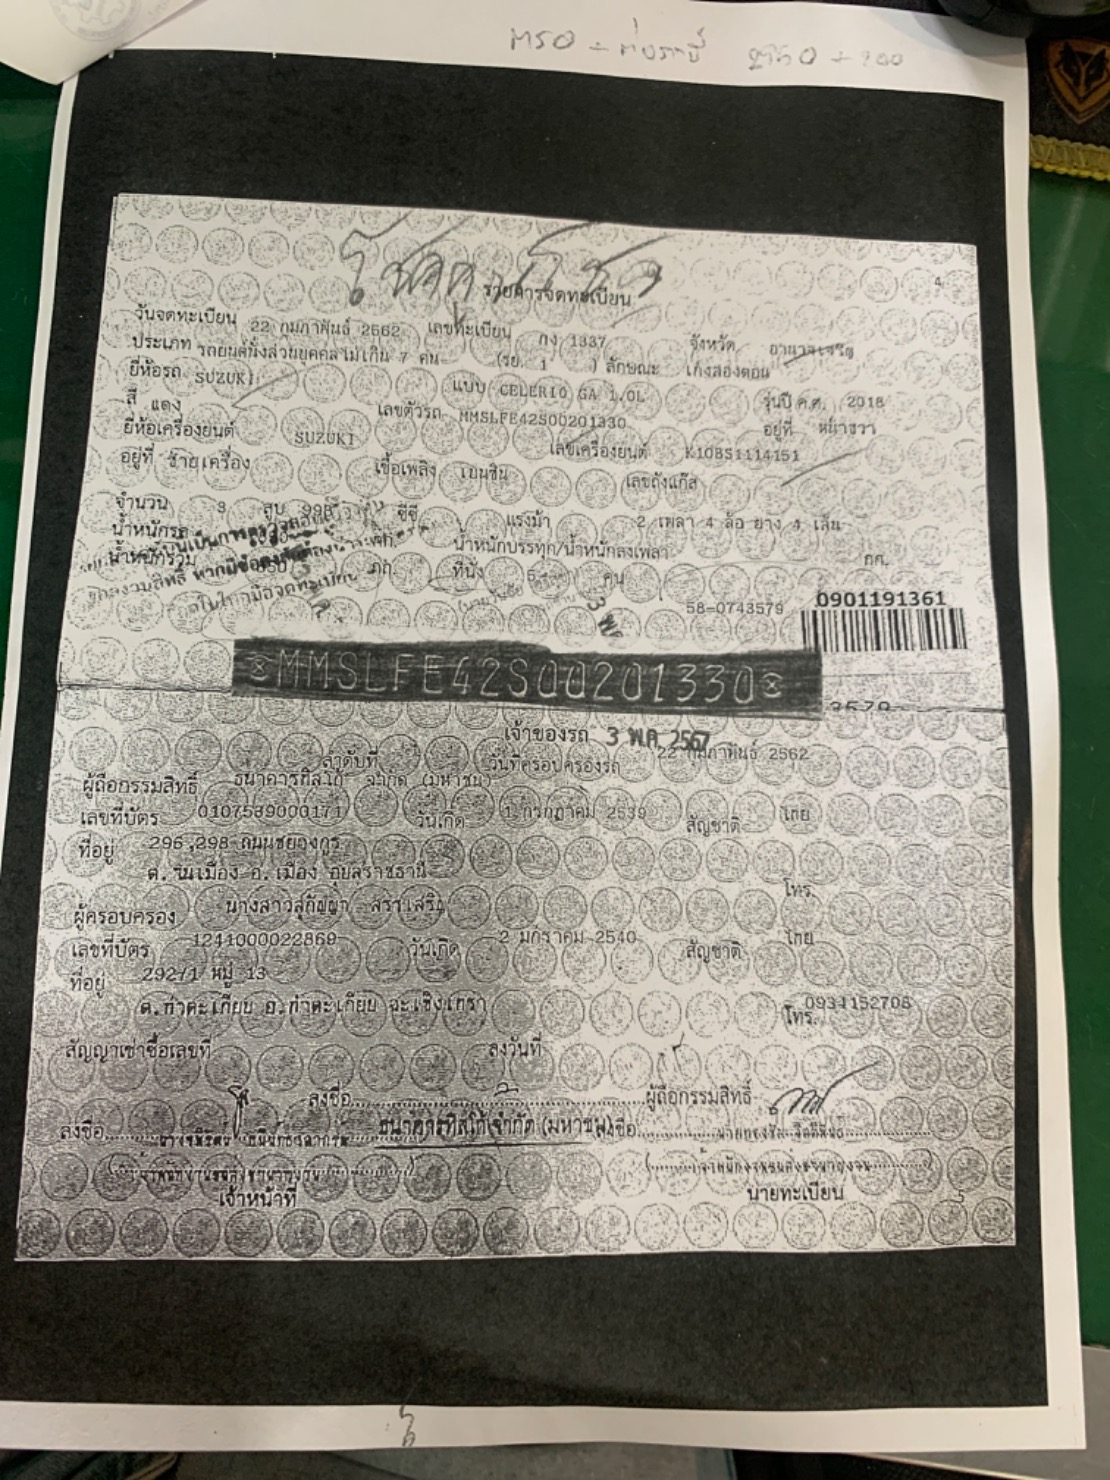 รายการจดทะเบียน
4
วันจดทะเบียน 22 กุมภาพันธ์ 2562 เลขทะเบียน กง 1337 จังหวัด อำนาจเจริญ
ประเภท รถยนต์นั่งส่วนบุคคลไม่เกิน 7 คน (รย. 1 ) ลักษณะ เก๋งสองตอน
ยี่ห้อรถ SUZUKI แบบ CELERIO GA 1.0L รุ่นปี ค.ศ. 2018
สี แดง เลขตัวรถ MMSLFE42S00201330 อยู่ที่
ยี่ห้อเครื่องยนต์ SUZUKI เลขเครื่องยนต์ K10BS1114151
อยู่ที่ ซ้ายเครื่อง เชื้อเพลิง เบนซิน เลขถังแก๊ส
จำนวน 3 สูบ 998 ซีซี แรงม้า 2 เพลา 4 ล้อ ยาง 4 เส้น
น้ำหนักรถ น้ำหนักบรรทุก/น้ำหนักลงเพลา กก.
น้ำหนักรวม กก. ที่นั่ง คน
58-0743579 0901191361
MMSLFE42S00201330
เจ้าของรถ 3 พ.ค. 2567
ลำดับที่ วันที่ครอบครองรถ 22 กุมภาพันธ์ 2562
ผู้ถือกรรมสิทธิ์ ธนาคารทิสโก้ จำกัด (มหาชน)
เลขที่บัตร 0107539000171 วันเกิด 1 กรกฎาคม 2539 สัญชาติ ไทย
ที่อยู่ 296,298 ถนนชยางกูร
ต.ในเมือง อ.เมือง อุบลราชธานี โทร.
ผู้ครอบครอง นางสาวสุกัญญา สราเสริญ
เลขที่บัตร 1241000022869 วันเกิด 2 มกราคม 2540 สัญชาติ ไทย
ที่อยู่ 292/1 หมู่ 13
ต.ท่าตะเกียบ อ.ท่าตะเกียบ ฉะเชิงเทรา โทร. 0934152708
สัญญาเช่าซื้อเลขที่ ลงวันที่
ลงชื่อ ผู้ถือกรรมสิทธิ์
ลงชื่อ ธนาคารทิสโก้ จำกัด (มหาชน) ลงชื่อ
เจ้าหน้าที่ นายทะเบียน